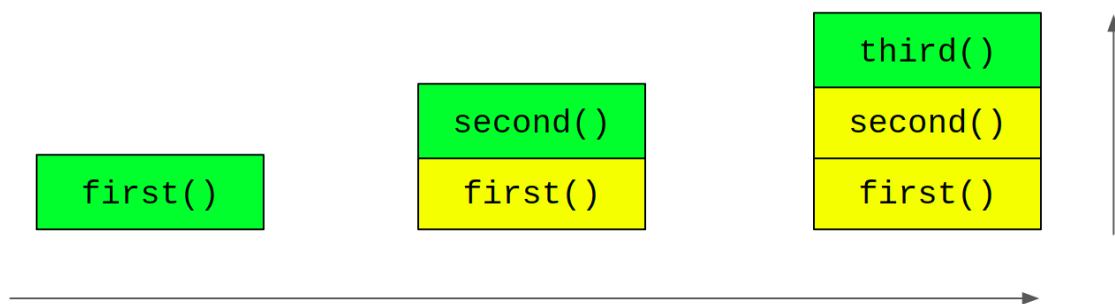 first()
second()
first()
third()
second()
first()